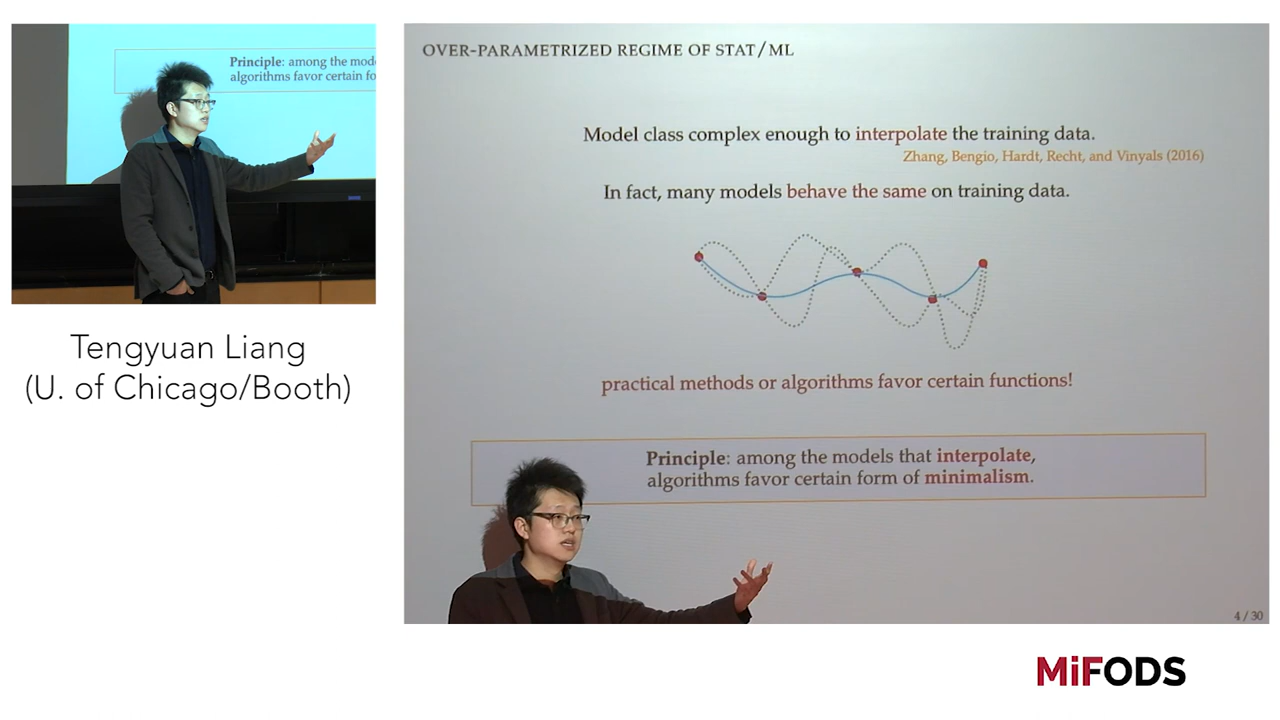 Principle: among the mod
algorithms favor certain fo
Tengyuan Liang
(U. of Chicago/Booth)
OVER-PARAMETRIZED REGIME OF STAT/ML
Model class complex enough to interpolate the training data.
Zhang, Bengio, Hardt, Recht, and Vinyals (2016)
In fact, many models behave the same on training data.
practical methods or algorithms favor certain functions!
Principle: among the models that interpolate,
algorithms favor certain form of minimalism.
4 / 30
MiFODS